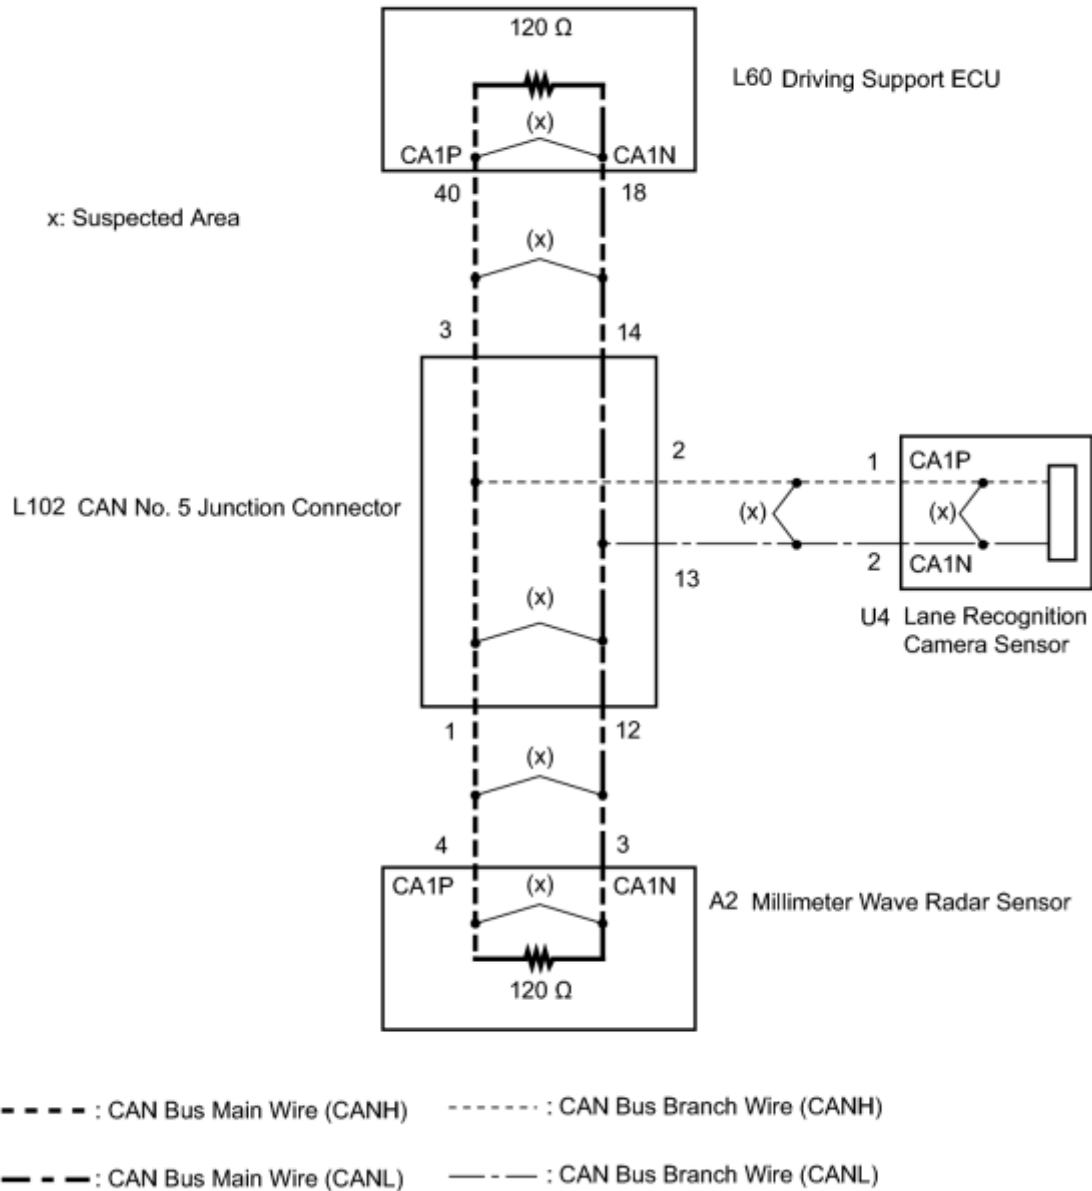 120 Ω
L60 Driving Support ECU
(x)
CA1P
CA1N
40
18
x: Suspected Area
(x)
3
14
2
1
CA1P
L102 CAN No. 5 Junction Connector
(x)
(x)
13
2
CA1N
(x)
U4 Lane Recognition
Camera Sensor
1
12
(x)
4
3
CA1P
(x)
CA1N
A2 Millimeter Wave Radar Sensor
120 Ω
: CAN Bus Main Wire (CANH)
: CAN Bus Branch Wire (CANH)
: CAN Bus Main Wire (CANL)
: CAN Bus Branch Wire (CANL)